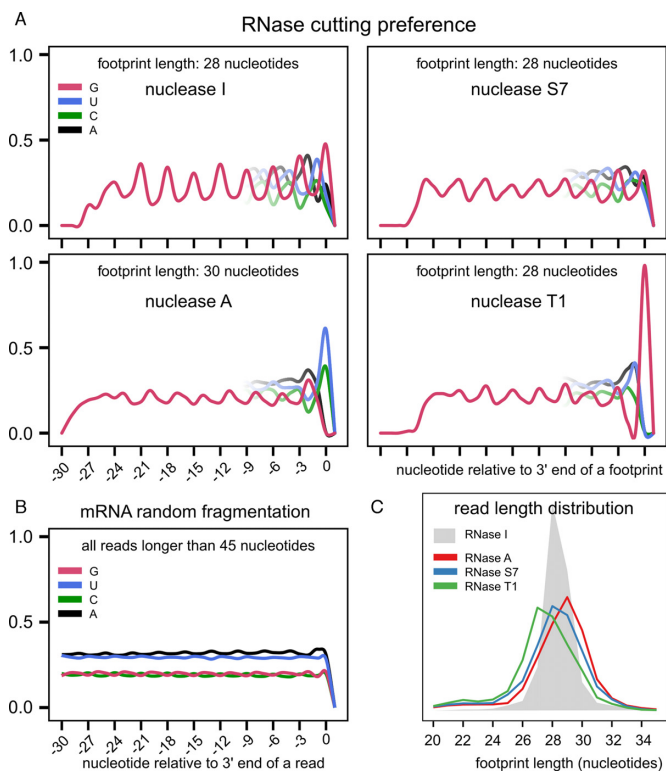 A
RNase cutting preference
1.0
0.5
0.0
footprint length: 28 nucleotides
nuclease I
G
U
C
A
footprint length: 28 nucleotides
nuclease S7
1.0
0.5
0.0
footprint length: 30 nucleotides
nuclease A
-30 -27 -24 -21 -18 -15 -12 -9 -6 -3 0
footprint length: 28 nucleotides
nuclease T1
nucleotide relative to 3' end of a footprint
B
mRNA random fragmentation
1.0
0.5
0.0
all reads longer than 45 nucleotides
G
U
C
A
-30 -27 -24 -21 -18 -15 -12 -9 -6 -3 0
nucleotide relative to 3' end of a read
C
read length distribution
RNase I
RNase A
RNase S7
RNase T1
20 22 24 26 28 30 32 34
footprint length (nucleotides)